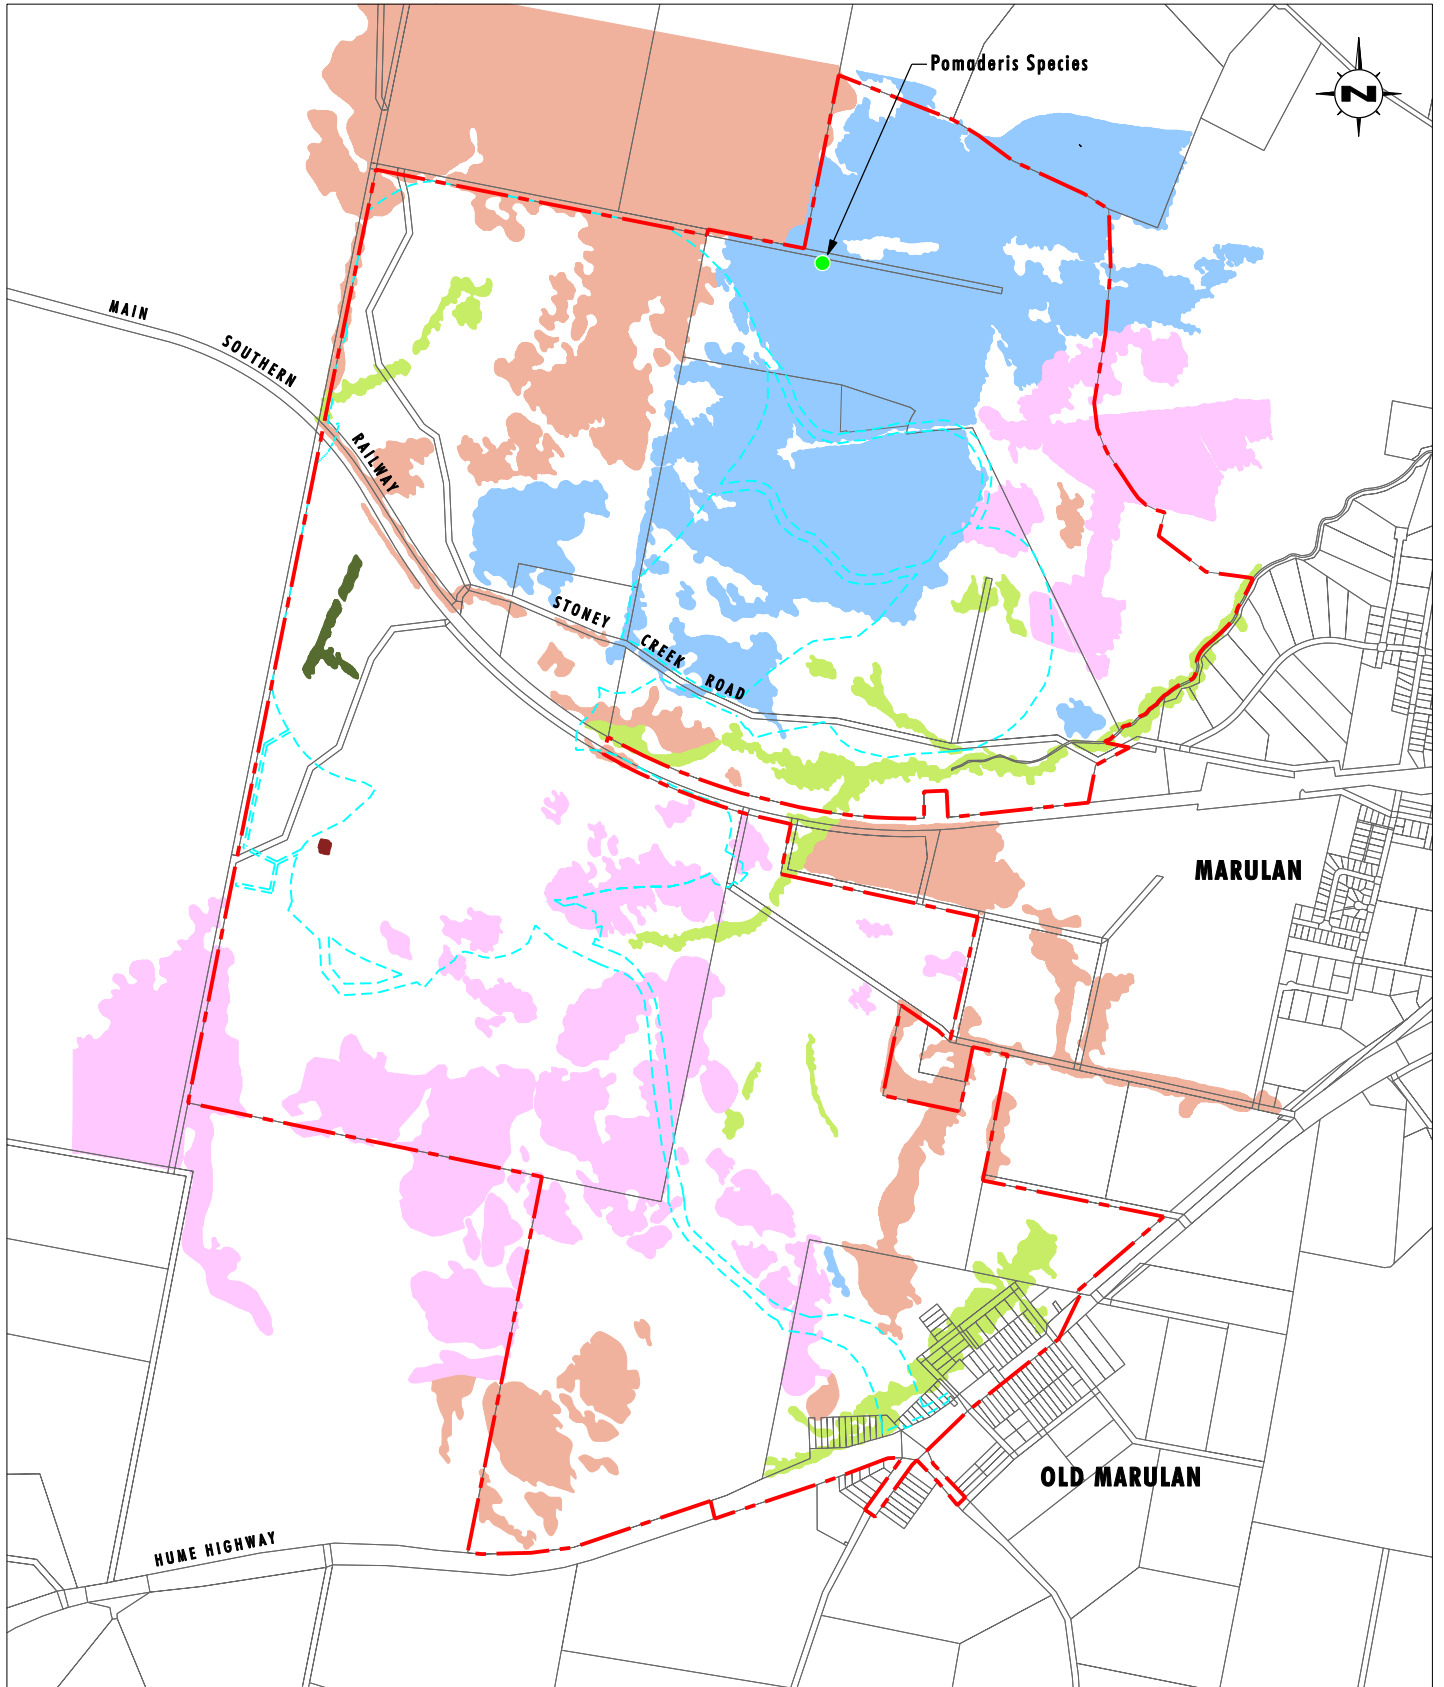 Pomaderis Species
N
MAIN SOUTHERN RAILWAY
STONEY CREEK ROAD
MARULAN
OLD MARULAN
HUME HIGHWAY